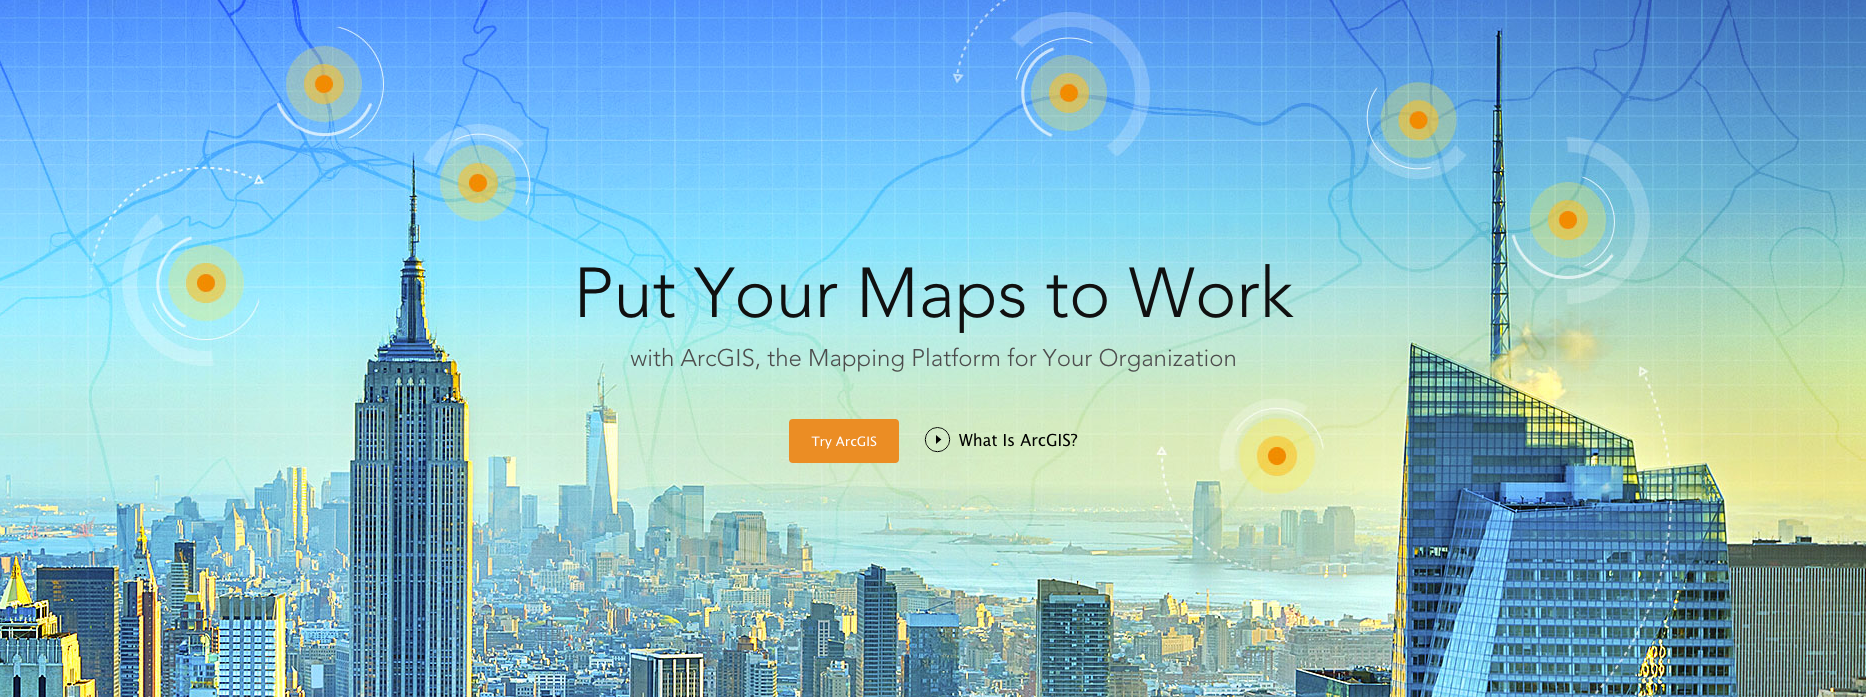 Put Your Maps to Work
with ArcGIS, the Mapping Platform for Your Organization
Try ArcGIS
What Is ArcGIS?